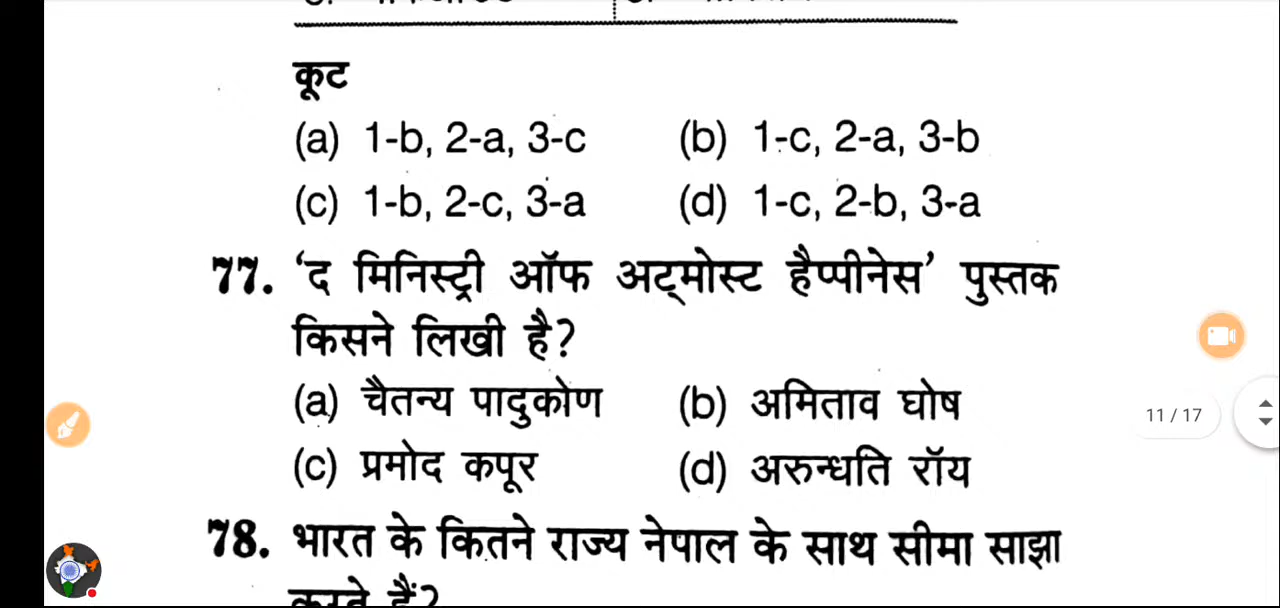 कूट
(a) 1-b, 2-a, 3-c (b) 1-c, 2-a, 3-b
(c) 1-b, 2-c, 3-a (d) 1-c, 2-b, 3-a
77. ‘द मिनिस्ट्री ऑफ अट्मोस्ट हैप्पीनेस’ पुस्तक
किसने लिखी है?
(a) चैतन्य पादुकोण (b) अमिताव घोष
(c) प्रमोद कपूर (d) अरुन्धति रॉय
11 / 17
78. भारत के कितने राज्य नेपाल के साथ सीमा साझा
करते हैं?